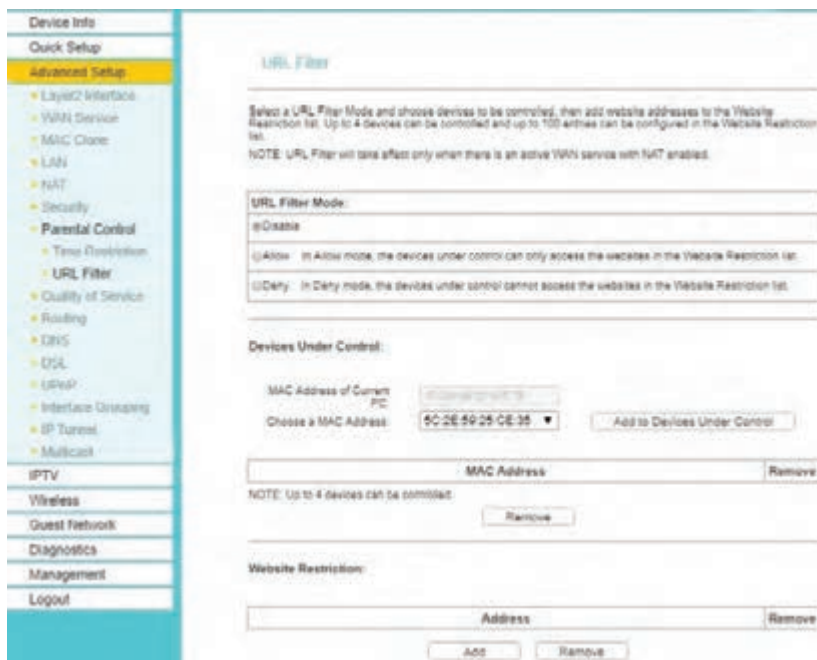 Device Info
Quick Setup
Advanced Setup
Layer2 Interface
WAN Service
MAC Clone
LAN
NAT
Security
Parental Control
Time Restriction
URL Filter
Quality of Service
Routing
DNS
DSL
UPnP
Interface Grouping
IP Tunnel
Multicast
IPTV
Wireless
Guest Network
Diagnostics
Management
Logout
URL Filter
Select a URL Filter Mode and choose devices to be controlled, then add website addresses to the Website
Restriction list. Up to 4 devices can be controlled and up to 100 entries can be configured in the Website Restriction
list.
NOTE: URL Filter will take affect only when there is an active WAN service with NAT enabled.
URL Filter Mode:
Disable
Allow In Allow mode, the devices under control can only access the websites in the Website Restriction list.
Deny In Deny mode, the devices under control cannot access the websites in the Website Restriction list.
Devices Under Control:
MAC Address of Current
PC:
Choose a MAC Address: 5C:2E:59:25:CE:35 Add to Devices Under Control
MAC Address Remove
NOTE: Up to 4 devices can be controlled.
Remove
Website Restriction:
Address Remove
Add Remove